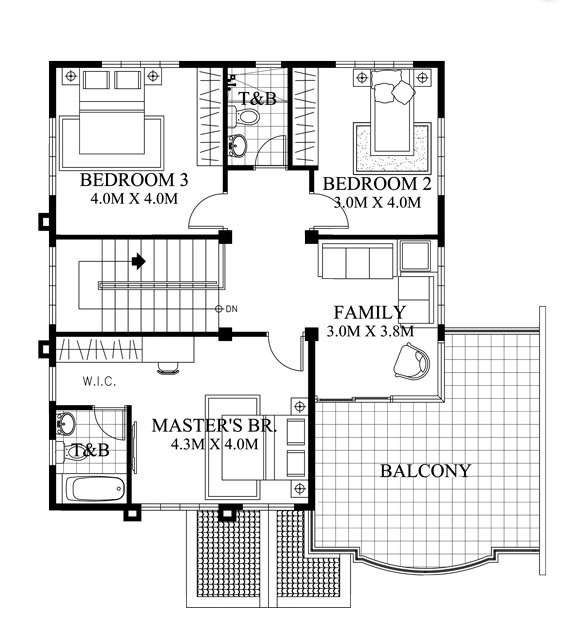 T&B
BEDROOM 3
4.0M X 4.0M
BEDROOM 2
3.0M X 4.0M
DN
FAMILY
3.0M X 3.8M
W.I.C.
MASTER'S BR.
4.3M X 4.0M
T&B
BALCONY